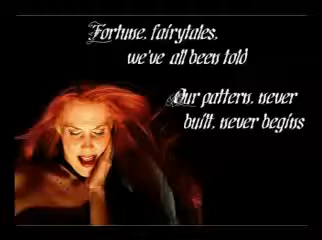 Fortune, fairytales,
we've all been told
Our pattern, never
built, never begins